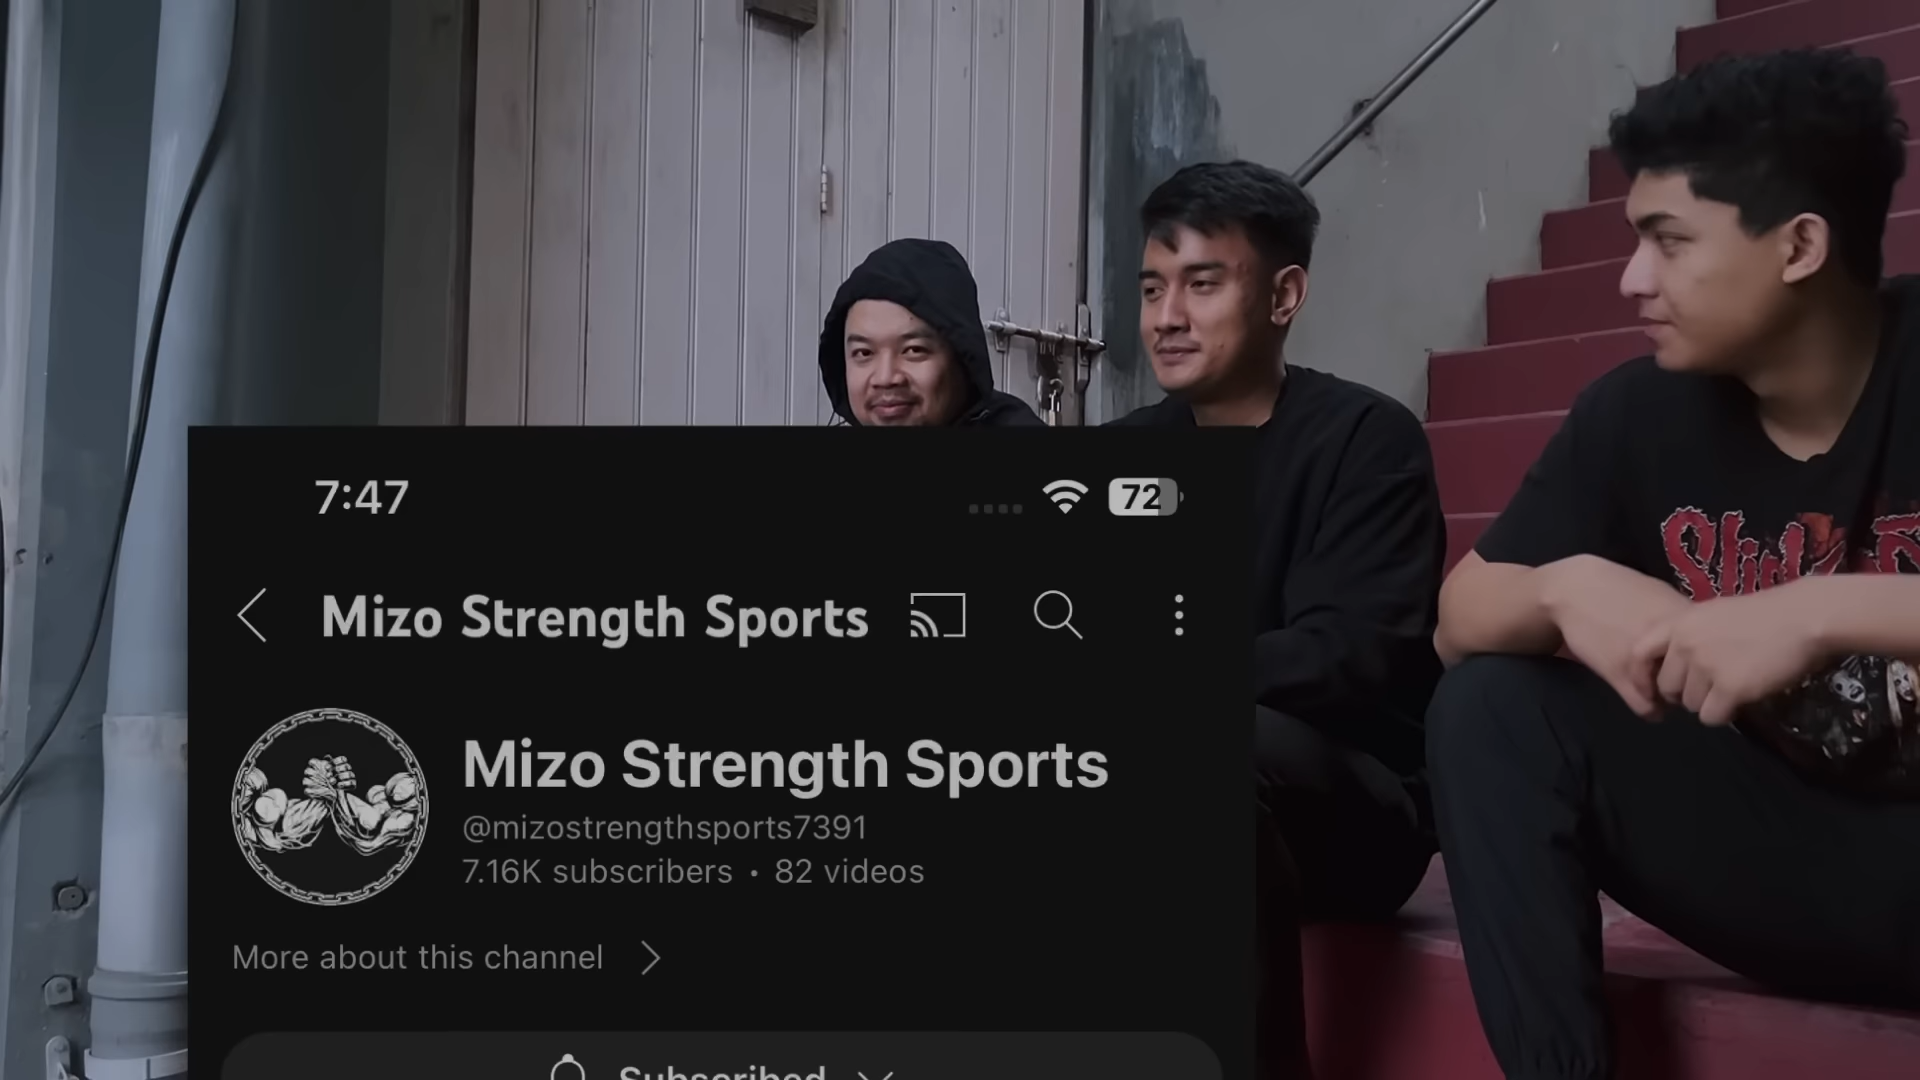 7:47
72
Mizo Strength Sports
Mizo Strength Sports
@mizostrengthsports7391
7.16K subscribers • 82 videos
More about this channel
Subscribed